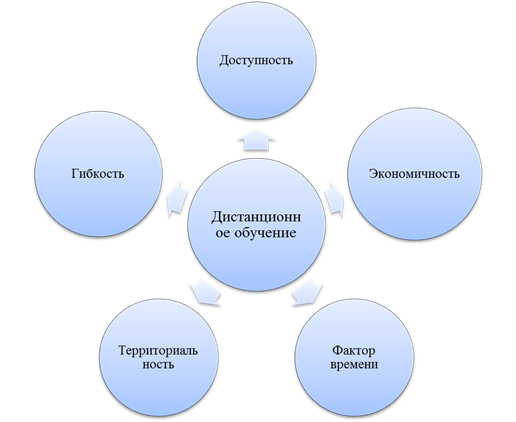 Доступность
Гибкость
Экономичность
Дистанционн
ое обучение
Территориаль
ность
Фактор
времени